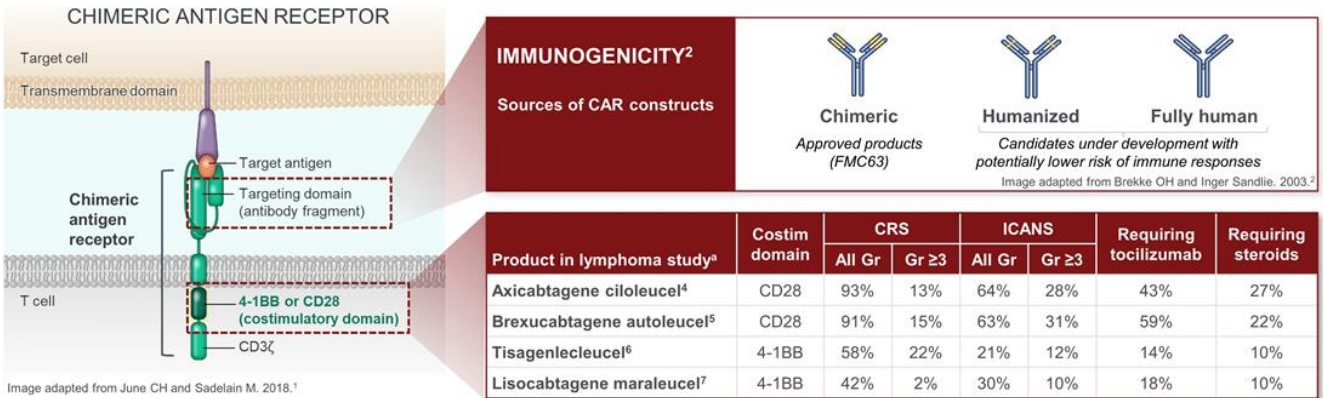 CHIMERIC ANTIGEN RECEPTOR
Target cell
Transmembrane domain
Target antigen
Targeting domain
(antibody fragment)
Chimeric
antigen
receptor
T cell
4-1BB or CD28
(costimulatory domain)
CD3ζ
Image adapted from June CH and Sadelain M. 2018.¹
IMMUNOGENICITY²
Sources of CAR constructs
Chimeric
Approved products
(FMC63)
Humanized Fully human
Candidates under development with
potentially lower risk of immune responses
Image adapted from Brekke OH and Inger Sandlie. 2003.²
Product in lymphoma studyᵃ Costim domain CRS ICANS Requiring tocilizumab Requiring steroids
All Gr Gr ≥3 All Gr Gr ≥3
Axicabtagene ciloleucel⁴ CD28 93% 13% 64% 28% 43% 27%
Brexucabtagene autoleucel⁵ CD28 91% 15% 63% 31% 59% 22%
Tisagenlecleucel⁶ 4-1BB 58% 22% 21% 12% 14% 10%
Lisocabtagene maraleucel⁷ 4-1BB 42% 2% 30% 10% 18% 10%